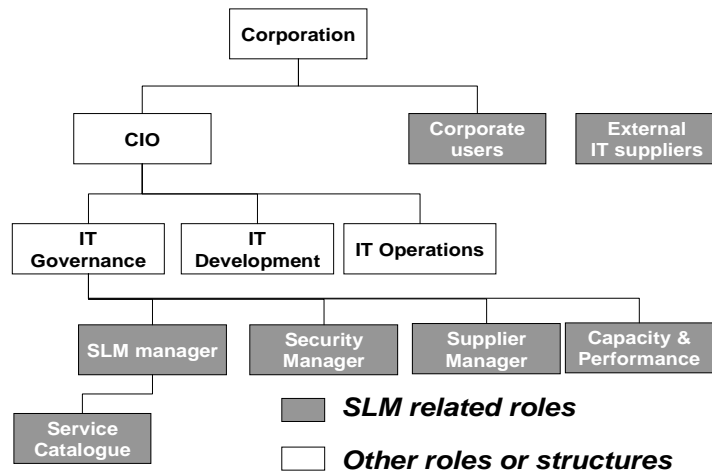 Corporation
CIO
Corporate
users
External
IT suppliers
IT
Governance
IT
Development
IT Operations
SLM manager
Security
Manager
Supplier
Manager
Capacity &
Performance
Service
Catalogue
SLM related roles
Other roles or structures